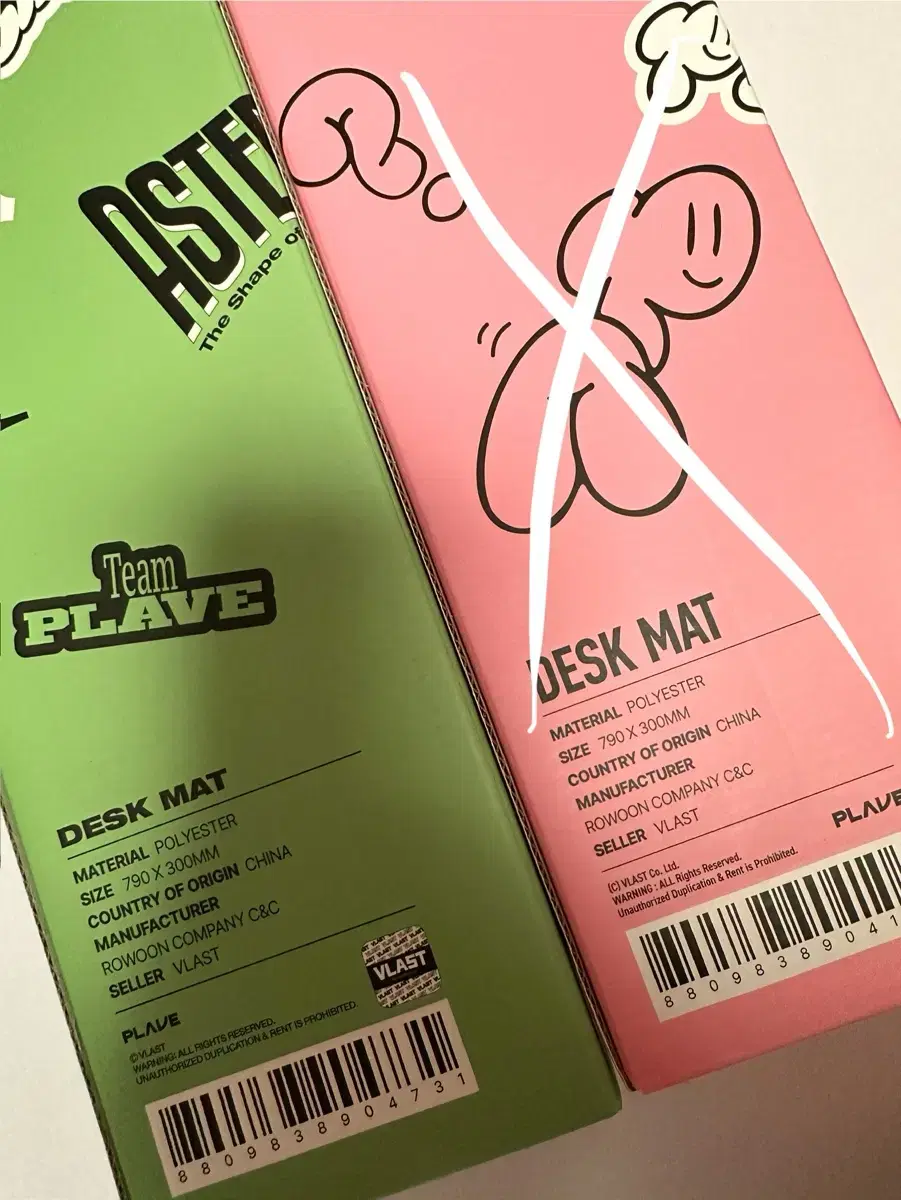 ASTE
The Shape of
Team
PLAVE
DESK MAT
MATERIAL POLYESTER
SIZE 790 X 300MM
COUNTRY OF ORIGIN CHINA
MANUFACTURER
ROWOON COMPANY C&C
SELLER VLAST
VLAST
PLAVE
©VLAST
WARNING: ALL RIGHTS RESERVED.
UNAUTHORIZED DUPLICATION & RENT IS PROHIBITED.
8809838904731
DESK MAT
MATERIAL POLYESTER
SIZE 790 X 300MM
COUNTRY OF ORIGIN CHINA
MANUFACTURER
ROWOON COMPANY C&C
SELLER VLAST
PLAVE
(C) VLAST Co. Ltd.
WARNING : ALL Rights Reserved.
Unauthorized Duplication & Rent is Prohibited.
88098389041